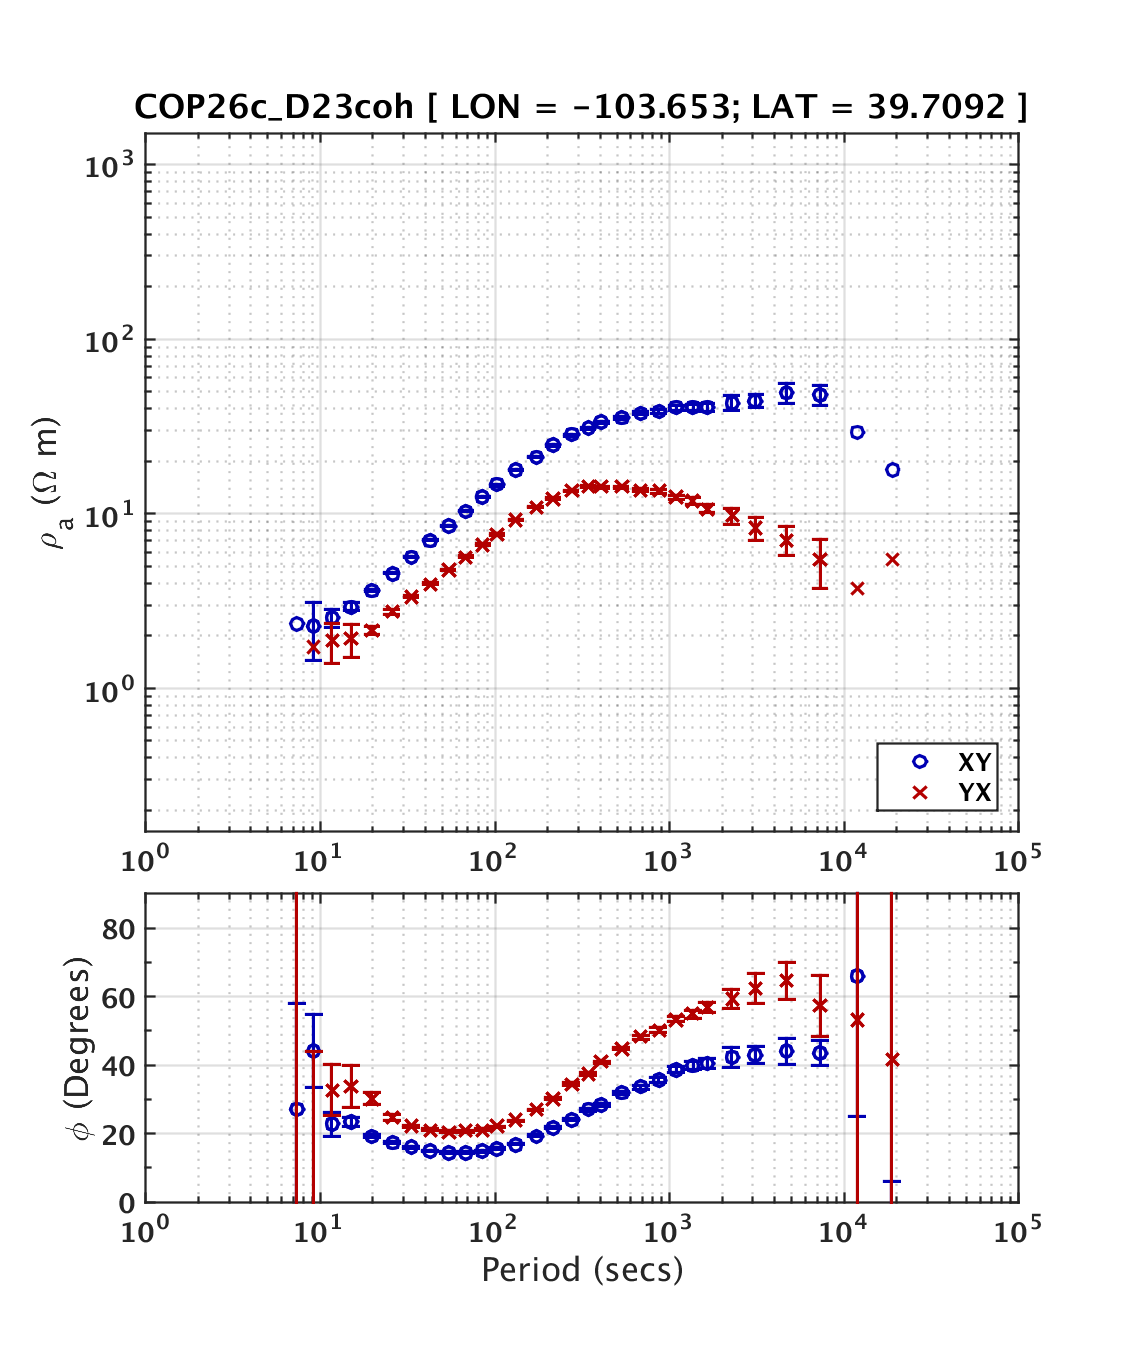 COP26c_D23coh [ LON = -103.653; LAT = 39.7092 ]
10³
10²
10¹
10⁰
ρa (Ω m)
XY
YX
10⁰ 10¹ 10² 10³ 10⁴ 10⁵
80
60
40
20
0
ϕ (Degrees)
10⁰ 10¹ 10² 10³ 10⁴ 10⁵
Period (secs)